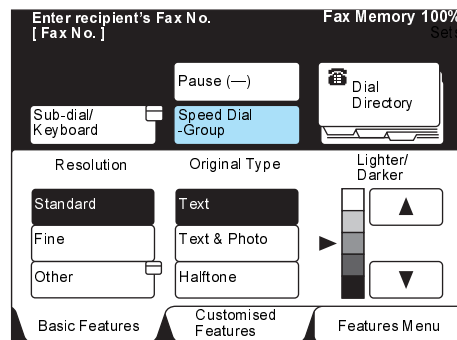 Enter recipient's Fax No.
Fax Memory 100%
[ Fax No. ]
Sets
Pause (—)
Dial
Directory
Sub-dial/
Keyboard
Speed Dial
-Group
Resolution
Original Type
Lighter/
Darker
Standard
Text
Fine
Text & Photo
Other
Halftone
Basic Features
Customised
Features
Features Menu